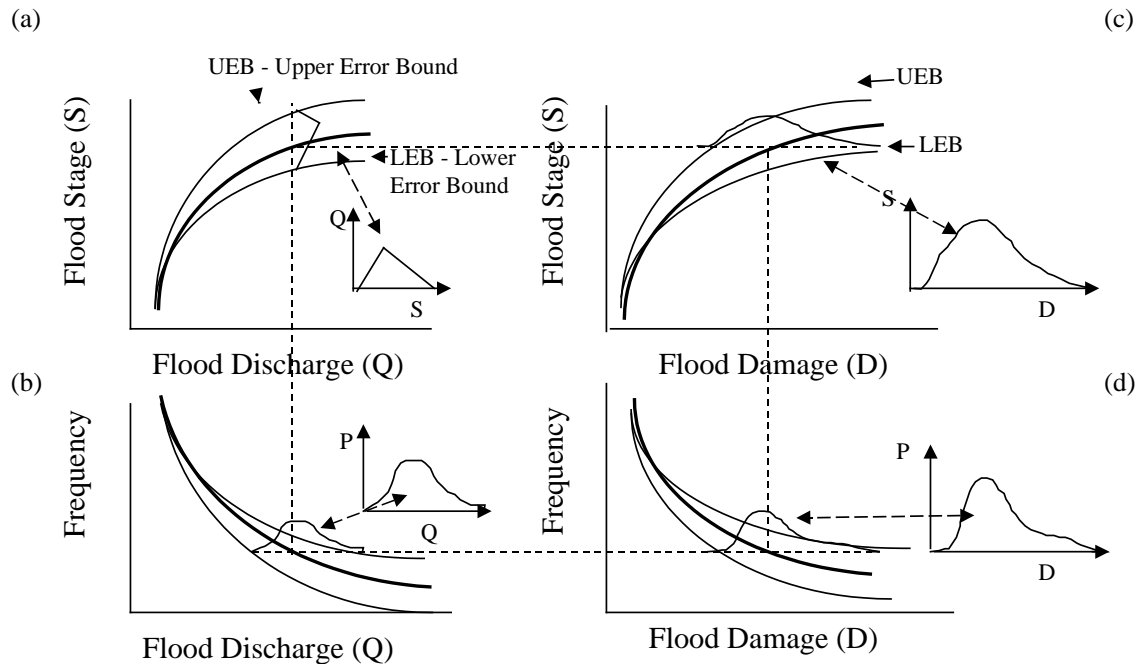 (a)
(c)
UEB - Upper Error Bound
UEB
Flood Stage (S)
LEB - Lower
Error Bound
Q
S
Flood Discharge (Q)
Flood Stage (S)
LEB
S
D
Flood Damage (D)
(b)
(d)
Frequency
P
Q
Flood Discharge (Q)
Frequency
P
D
Flood Damage (D)